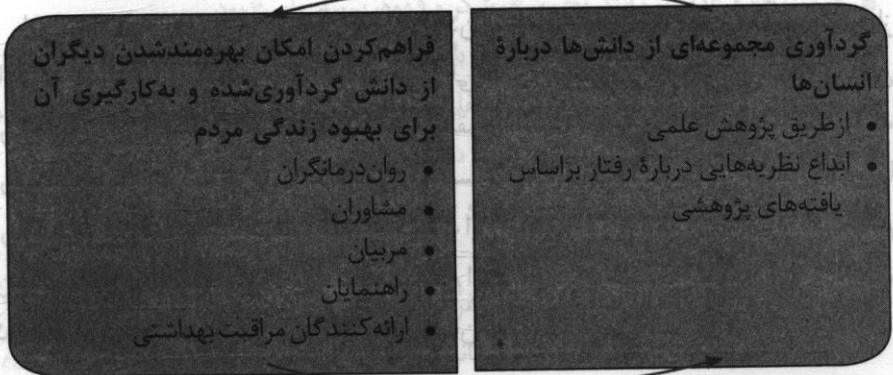 گردآوری مجموعه‌ای از دانش‌ها دربارهٔ
انسان‌ها
• ازطریق پژوهش علمی
• ابداع نظریه‌هایی دربارهٔ رفتار براساس
یافته‌های پژوهشی
فراهم‌کردن امکان بهره‌مندشدن دیگران
از دانش گردآوری‌شده و به‌کارگیری آن
برای بهبود زندگی مردم
• روان‌درمانگران
• مشاوران
• مربیان
• راهنمایان
• ارائه‌کنندگان مراقبت بهداشتی